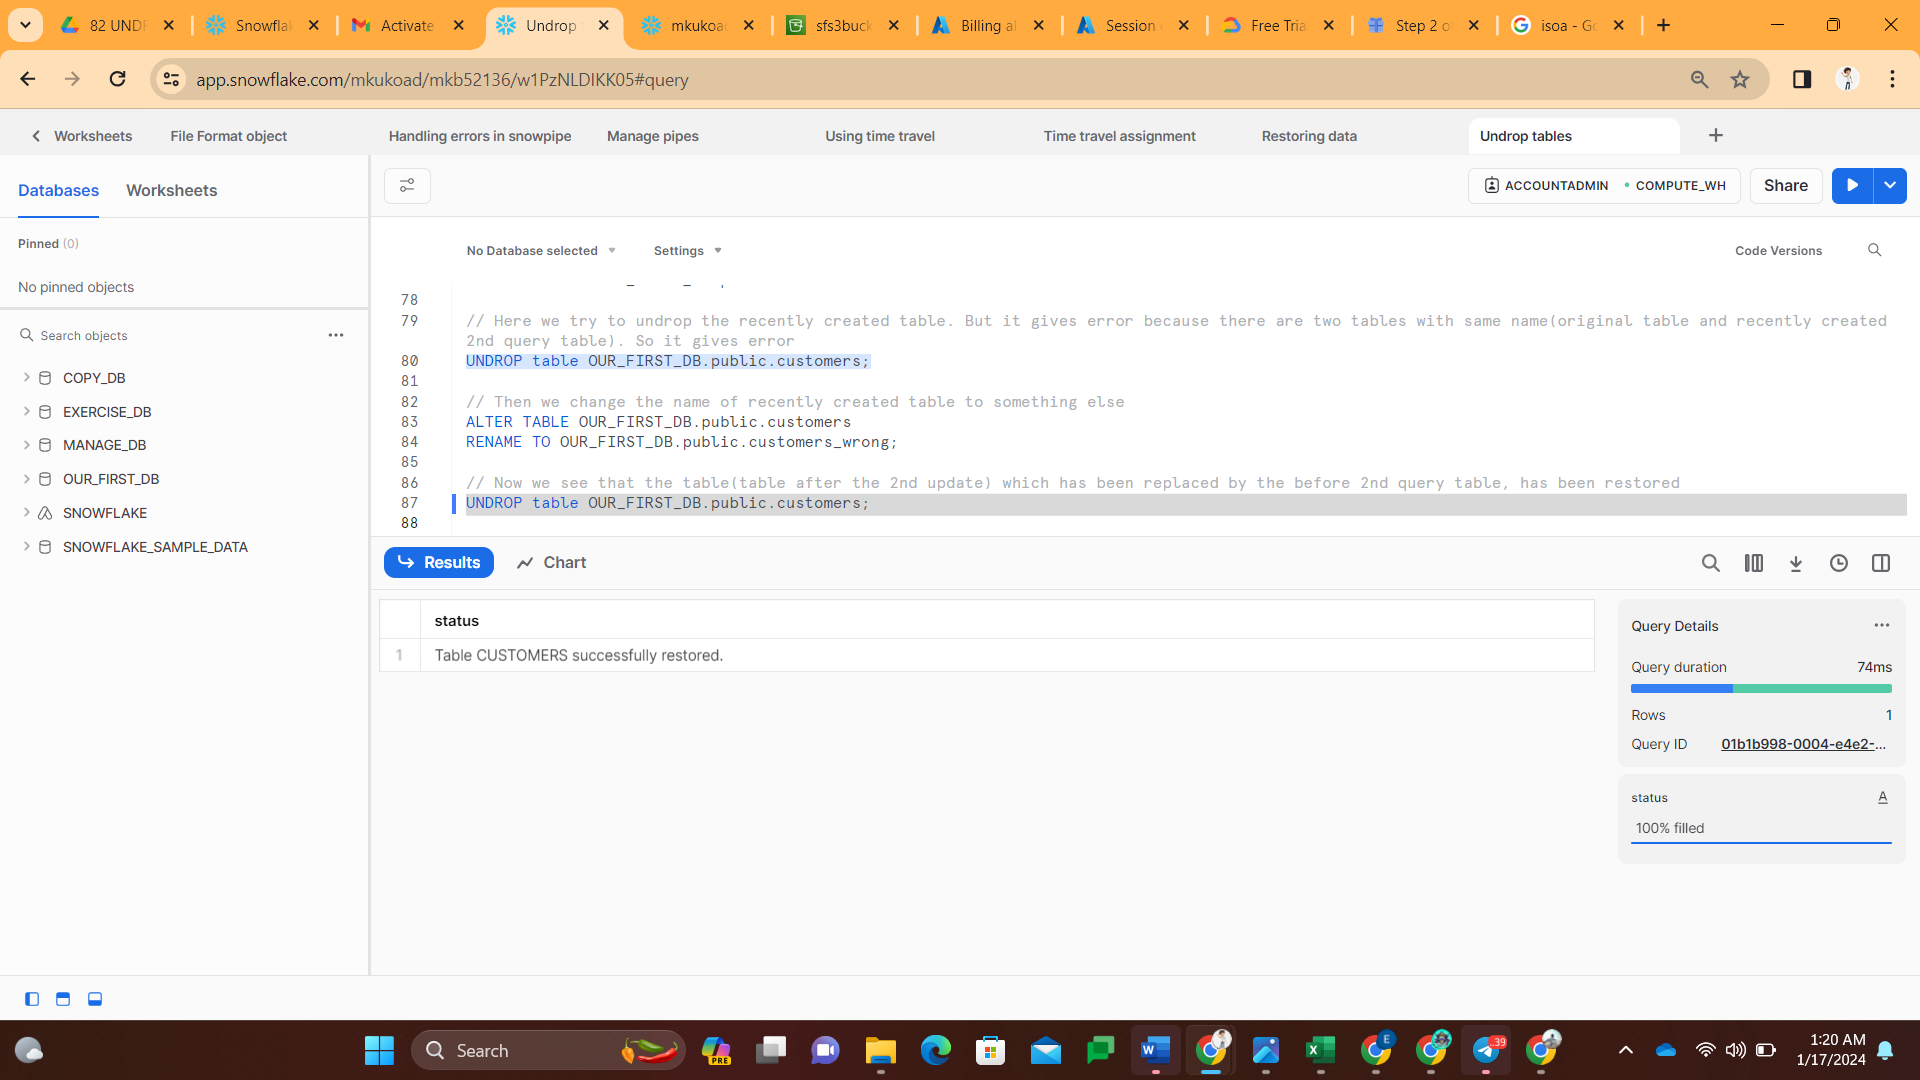 82 UNDR
Snowflak
Activate
Undrop
mkukoad
sfs3buck
Billing al
Session
Free Tria
Step 2 o
isoa - Go
app.snowflake.com/mkukoad/mkb52136/w1PzNLDIKK05#query
Worksheets
File Format object
Handling errors in snowpipe
Manage pipes
Using time travel
Time travel assignment
Restoring data
Undrop tables
Databases
Worksheets
ACCOUNTADMIN
COMPUTE_WH
Share
Pinned (0)
No pinned objects
No Database selected
Settings
Code Versions
Search objects
COPY_DB
EXERCISE_DB
MANAGE_DB
OUR_FIRST_DB
SNOWFLAKE
SNOWFLAKE_SAMPLE_DATA
78
79 // Here we try to undrop the recently created table. But it gives error because there are two tables with same name(original table and recently created
2nd query table). So it gives error
80 UNDROP table OUR_FIRST_DB.public.customers;
81
82 // Then we change the name of recently created table to something else
83 ALTER TABLE OUR_FIRST_DB.public.customers
84 RENAME TO OUR_FIRST_DB.public.customers_wrong;
85
86 // Now we see that the table(table after the 2nd update) which has been replaced by the before 2nd query table, has been restored
87 UNDROP table OUR_FIRST_DB.public.customers;
88
Results
Chart
status
1 Table CUSTOMERS successfully restored.
Query Details
Query duration 74ms
Rows 1
Query ID 01b1b998-0004-e4e2-...
status A
100% filled
Search
PRE
E
39
1:20 AM
1/17/2024